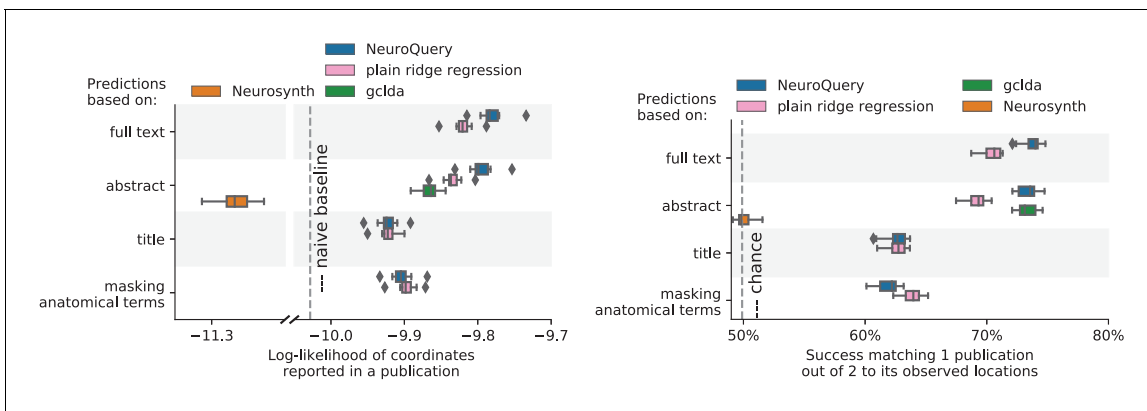 NeuroQuery
plain ridge regression
gclda
Neurosynth
Predictions
based on:
full text
abstract
title
masking
anatomical terms
naive baseline
−11.3
−10.0
−9.9
−9.8
−9.7
Log-likelihood of coordinates
reported in a publication
NeuroQuery
plain ridge regression
gclda
Neurosynth
Predictions
based on:
full text
abstract
title
masking
anatomical terms
chance
50%
60%
70%
80%
Success matching 1 publication
out of 2 to its observed locations